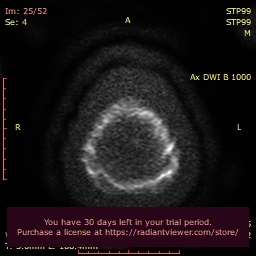 Im: 25/52
Se: 4
A
STP99
STP99
M
Ax DWI B 1000
R
L
You have 30 days left in your trial period.
Purchase a license at https://radiantviewer.com/store/